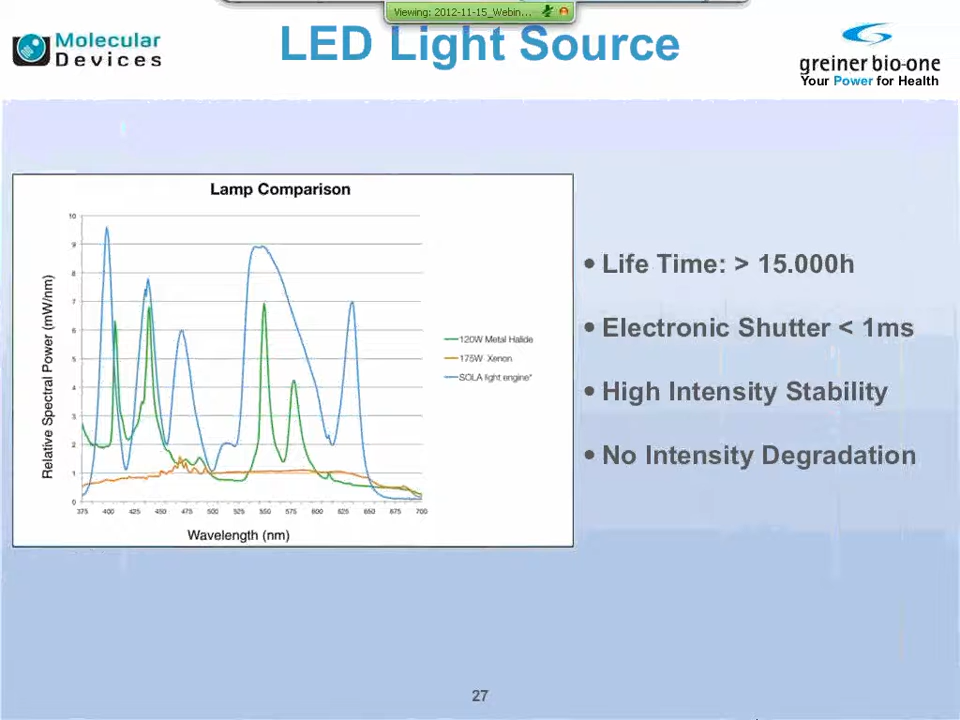 Viewing: 2012-11-15_Webin...
Molecular
Devices
LED Light Source
greiner bio-one
Your Power for Health
Lamp Comparison
Relative Spectral Power (mW/nm)
10
9
8
7
6
5
4
3
2
1
0
375 400 425 450 475 500 525 550 575 600 625 650 675 700
Wavelength (nm)
120W Metal Halide
175W Xenon
SOLA light engine*
• Life Time: > 15.000h
• Electronic Shutter < 1ms
• High Intensity Stability
• No Intensity Degradation
27